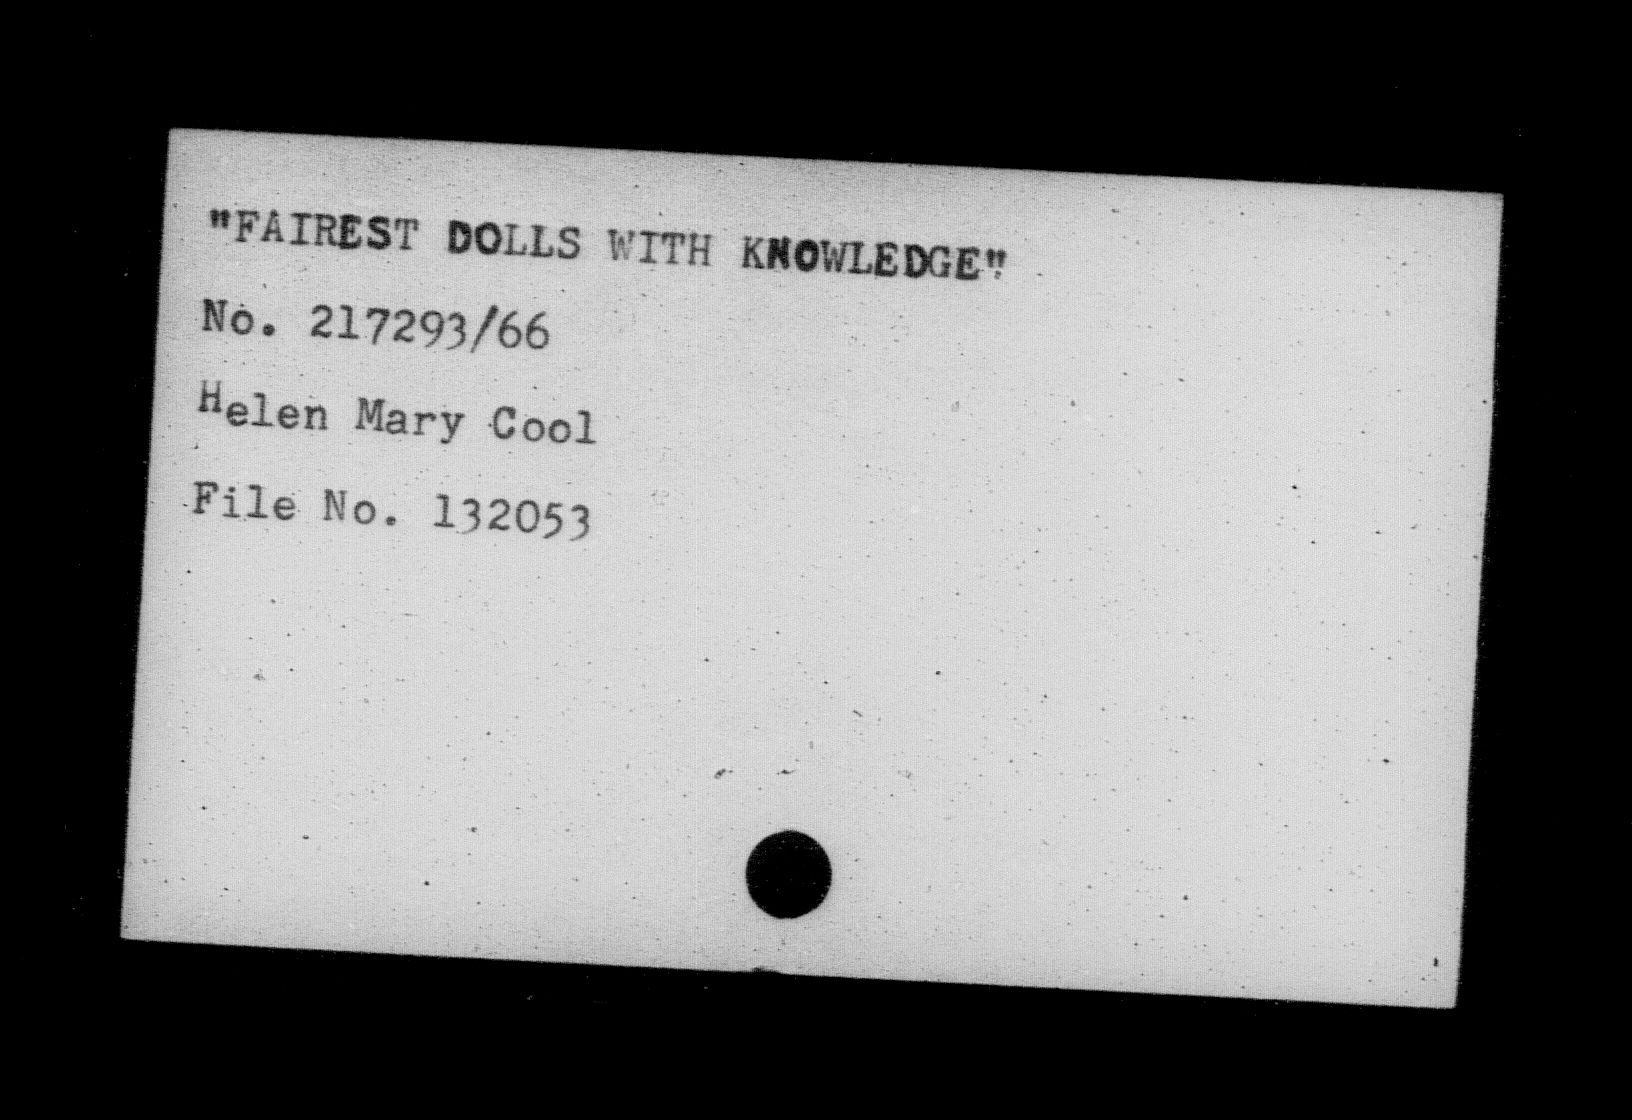 "FAIREST DOLLS WITH KNOWLEDGE".
No. 217293/66
Helen Mary Cool
File No. 132053